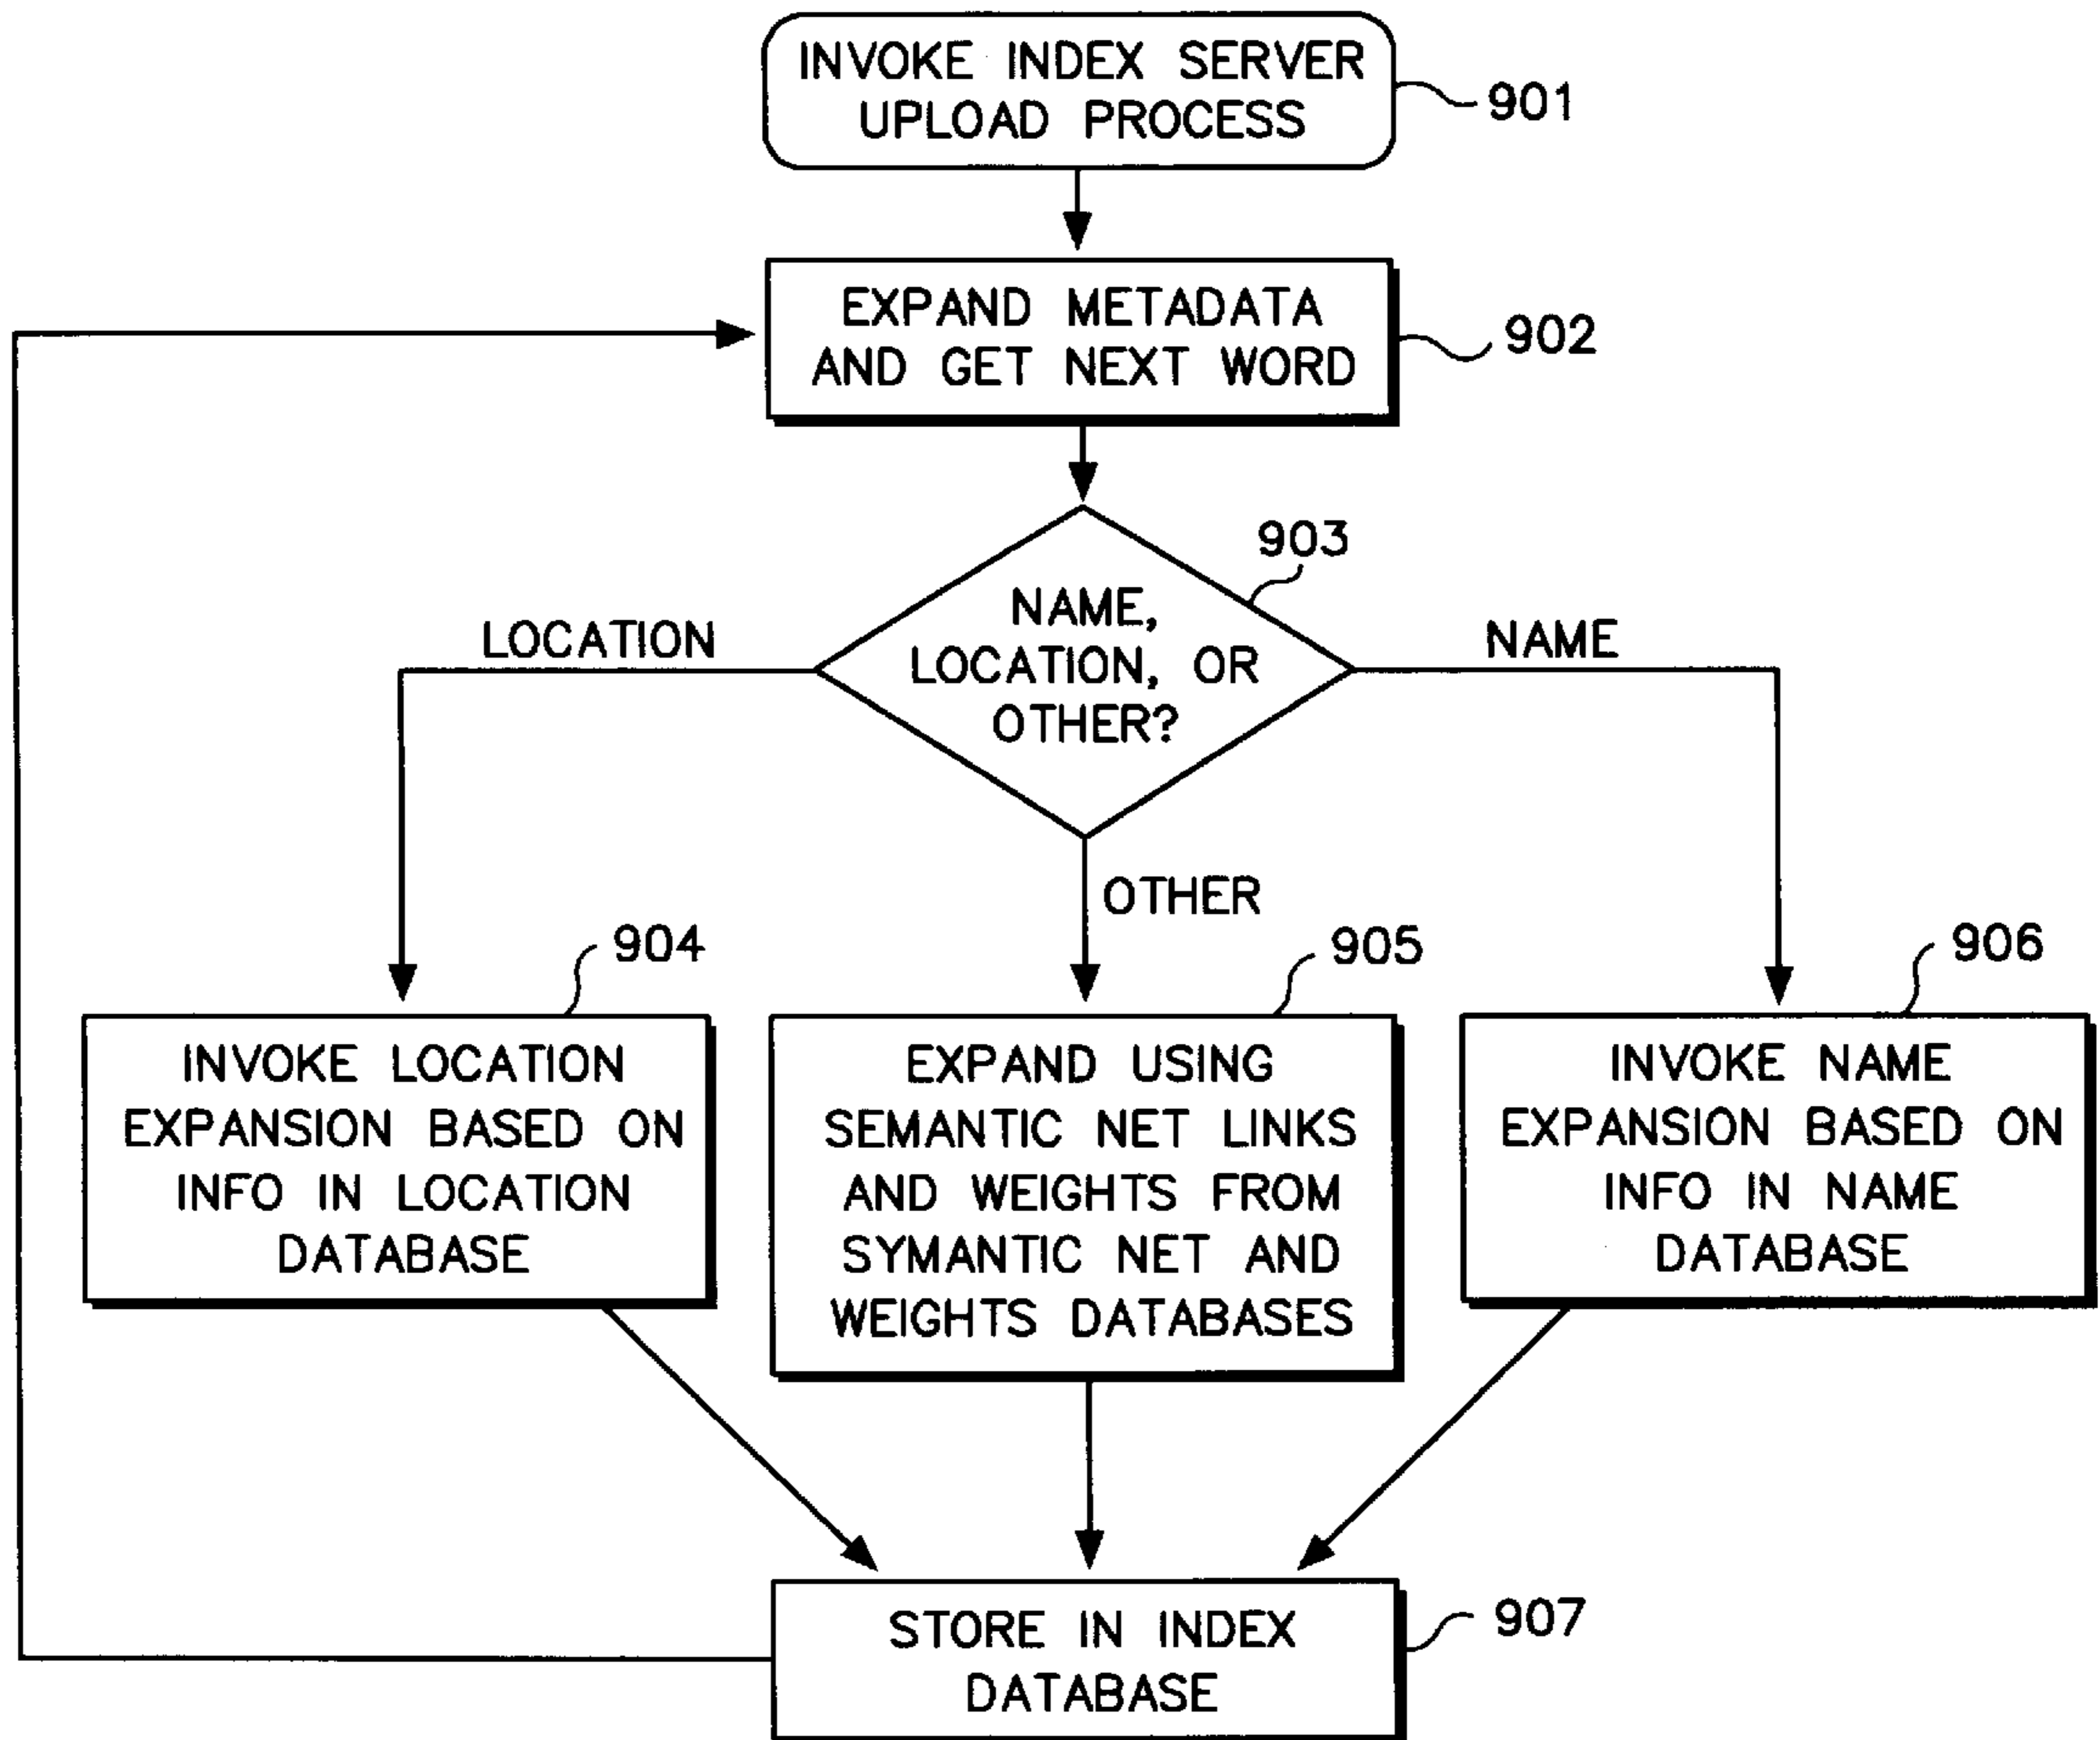 INVOKE INDEX SERVER
UPLOAD PROCESS
901
EXPAND METADATA
AND GET NEXT WORD
902
903
NAME,
LOCATION, OR
OTHER?
LOCATION
NAME
OTHER
904
INVOKE LOCATION
EXPANSION BASED ON
INFO IN LOCATION
DATABASE
905
EXPAND USING
SEMANTIC NET LINKS
AND WEIGHTS FROM
SYMANTIC NET AND
WEIGHTS DATABASES
906
INVOKE NAME
EXPANSION BASED ON
INFO IN NAME
DATABASE
STORE IN INDEX
DATABASE
907